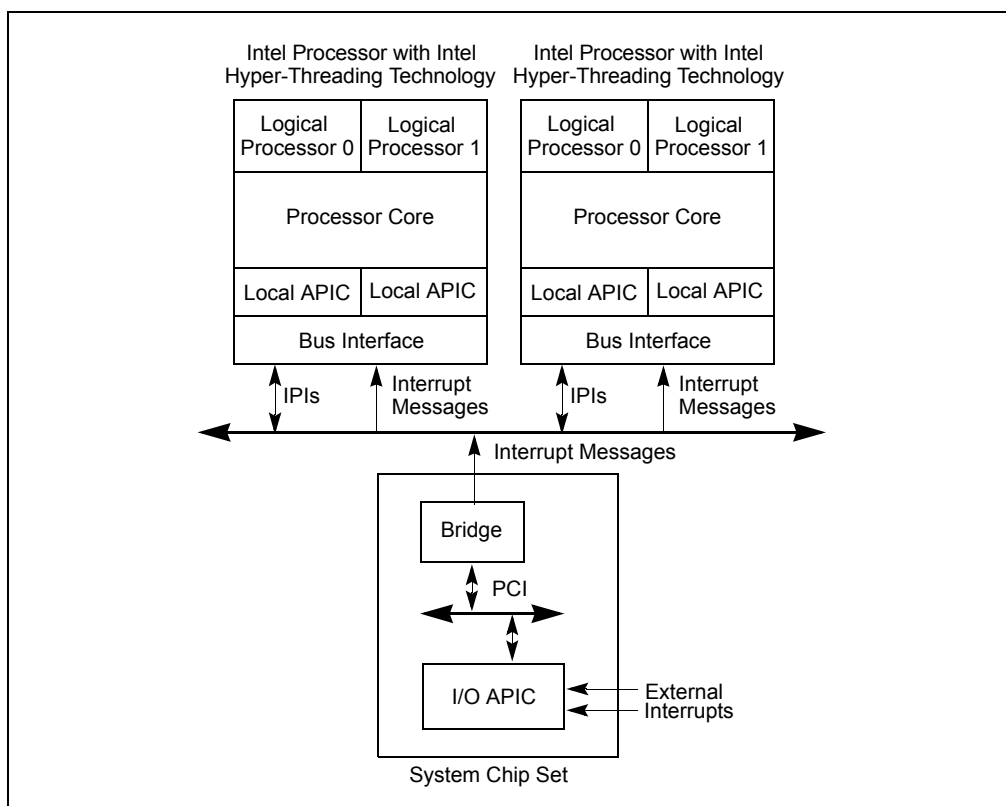 Intel Processor with Intel
Hyper-Threading Technology
Intel Processor with Intel
Hyper-Threading Technology
Logical
Processor 0
Logical
Processor 1
Logical
Processor 0
Logical
Processor 1
Processor Core
Processor Core
Local APIC
Local APIC
Local APIC
Local APIC
Bus Interface
Bus Interface
IPIs
Interrupt
Messages
IPIs
Interrupt
Messages
Interrupt Messages
Bridge
PCI
I/O APIC
External
Interrupts
System Chip Set